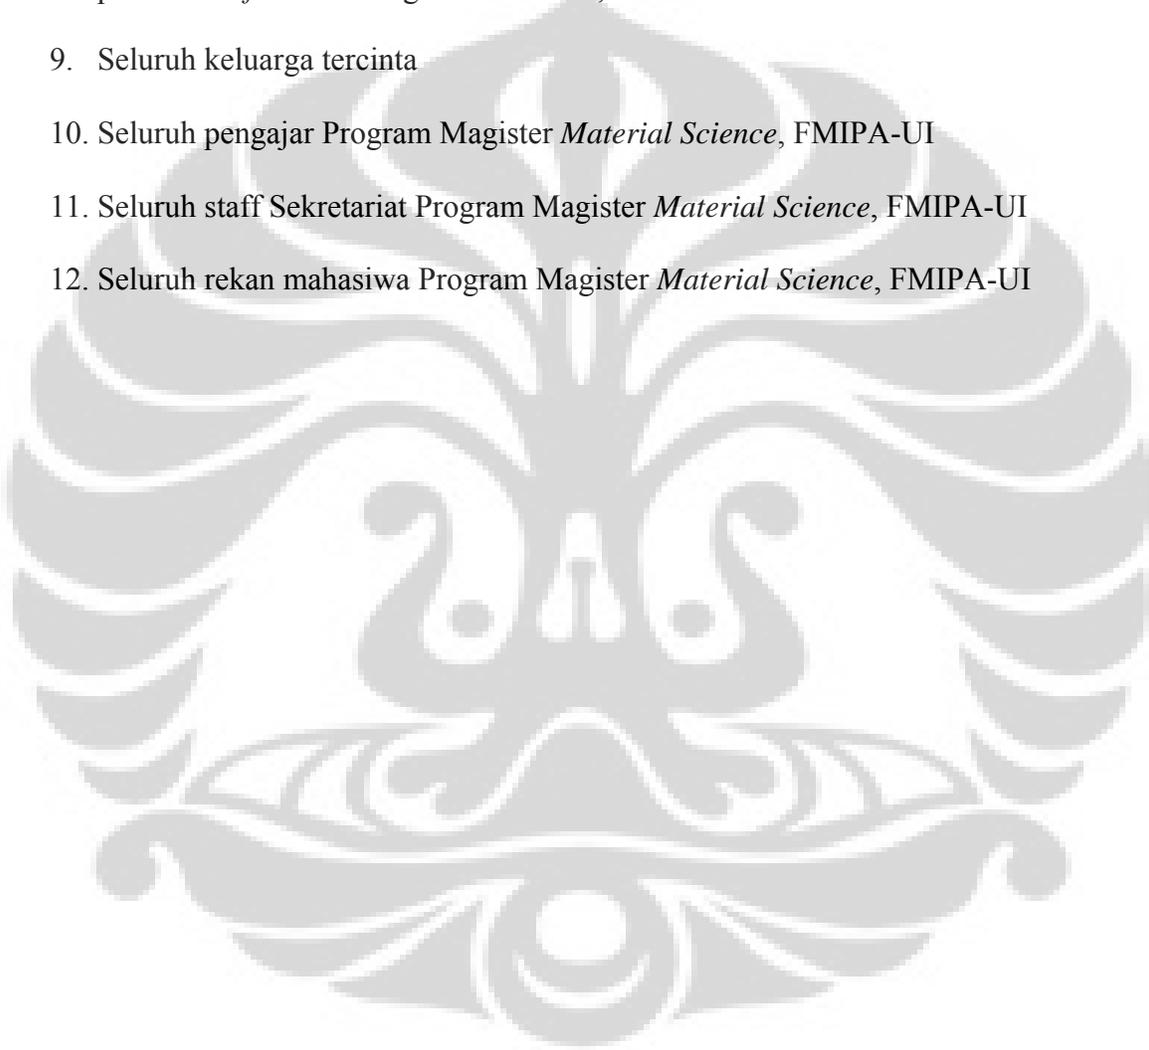 9. Seluruh keluarga tercinta
10. Seluruh pengajar Program Magister Material Science, FMIPA-UI
11. Seluruh staff Sekretariat Program Magister Material Science, FMIPA-UI
12. Seluruh rekan mahasiwa Program Magister Material Science, FMIPA-UI